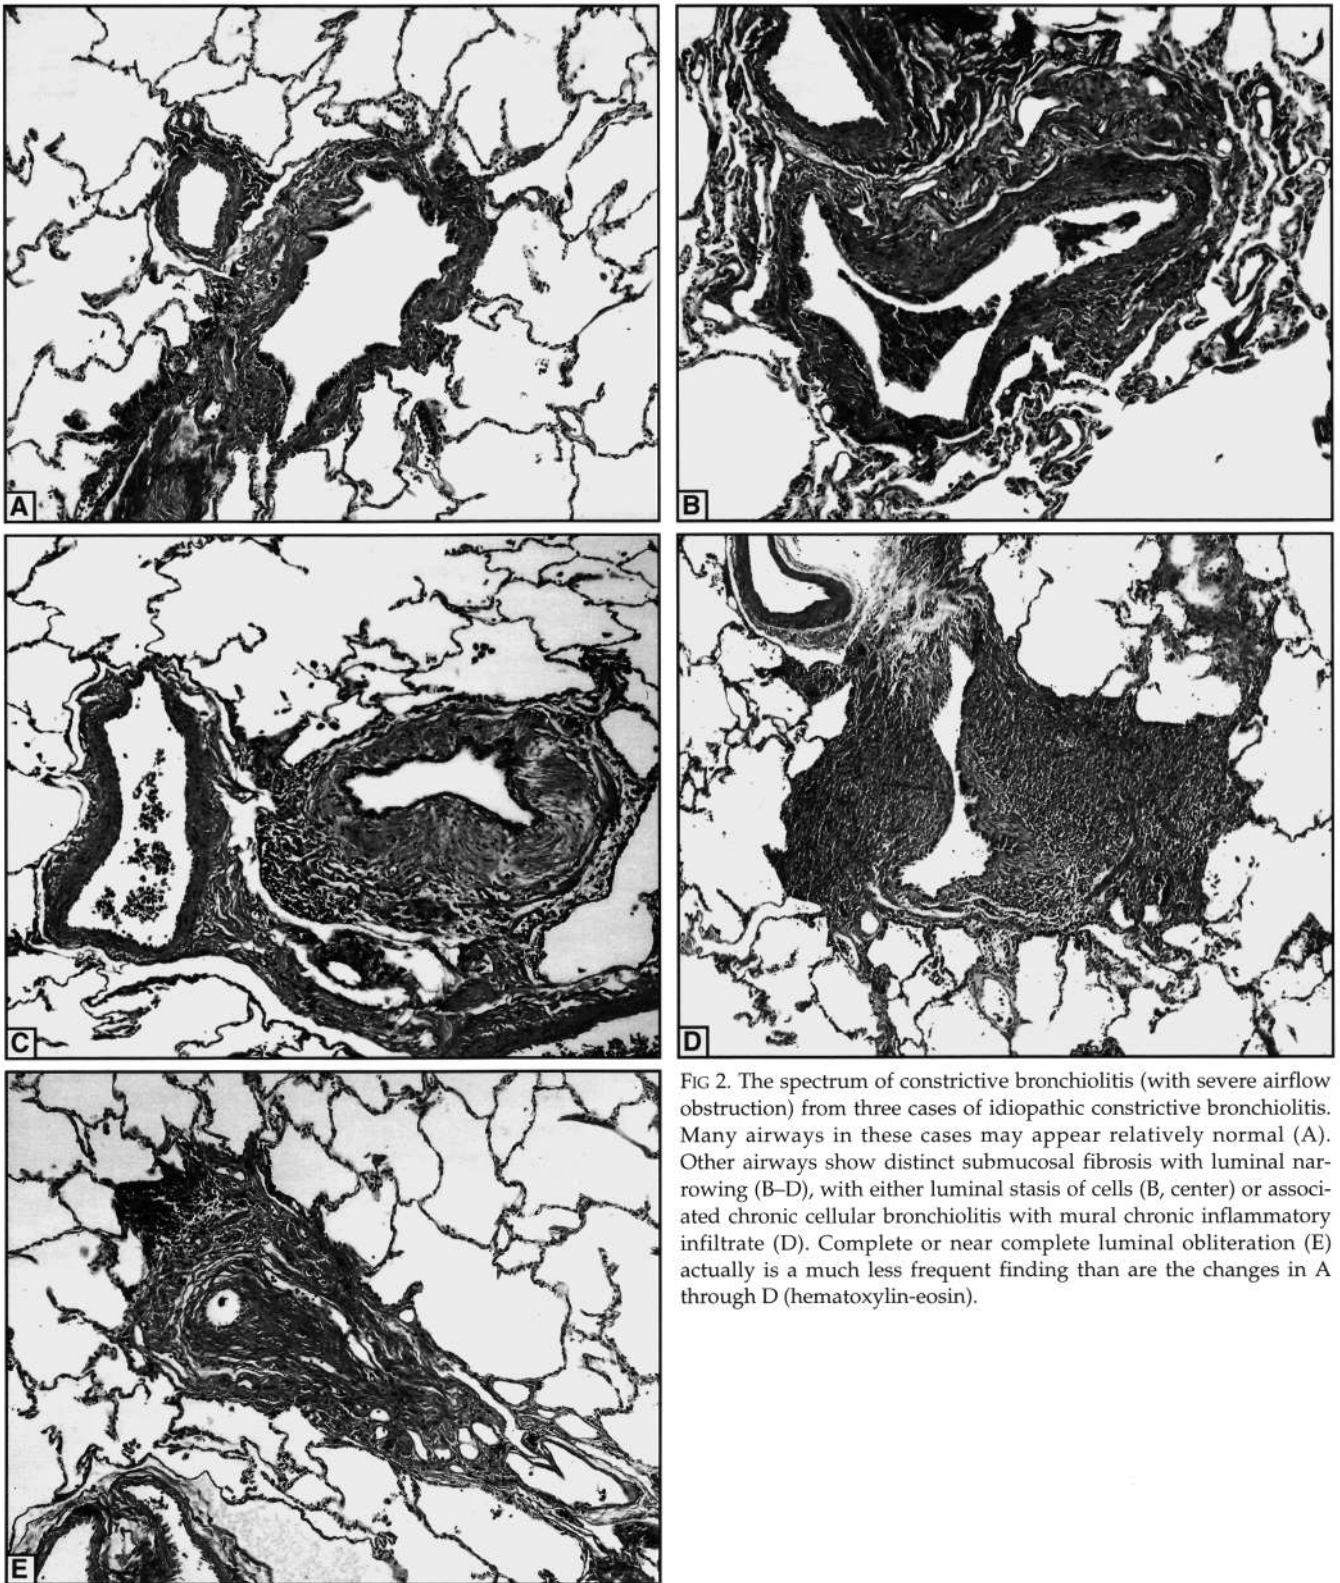 A
B
C
D
E
FIG 2. The spectrum of constrictive bronchiolitis (with severe airflow
obstruction) from three cases of idiopathic constrictive bronchiolitis.
Many airways in these cases may appear relatively normal (A).
Other airways show distinct submucosal fibrosis with luminal nar-
rowing (B–D), with either luminal stasis of cells (B, center) or associ-
ated chronic cellular bronchiolitis with mural chronic inflammatory
infiltrate (D). Complete or near complete luminal obliteration (E)
actually is a much less frequent finding than are the changes in A
through D (hematoxylin-eosin).